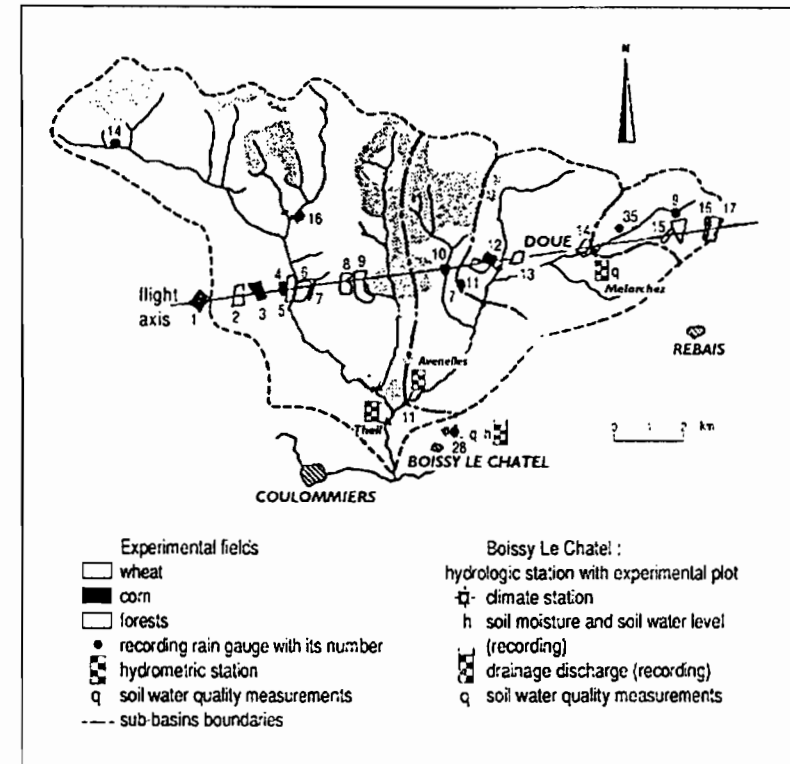 N
14
16
9
16
17
35
15
14
12
DOUE
10
13
4
6
8
9
7
11
flight
axis
7
5
3
2
1
q
Melarchez
REBAIS
Avenelles
11
Theil
q h
28
0 1 2 km
BOISSY LE CHATEL
COULOMMIERS
Experimental fields
wheat
corn
forests
recording rain gauge with its number
hydrometric station
q soil water quality measurements
sub-basins boundaries
Boissy Le Chatel :
hydrologic station with experimental plot
climate station
h soil moisture and soil water level
(recording)
drainage discharge (recording)
q soil water quality measurements